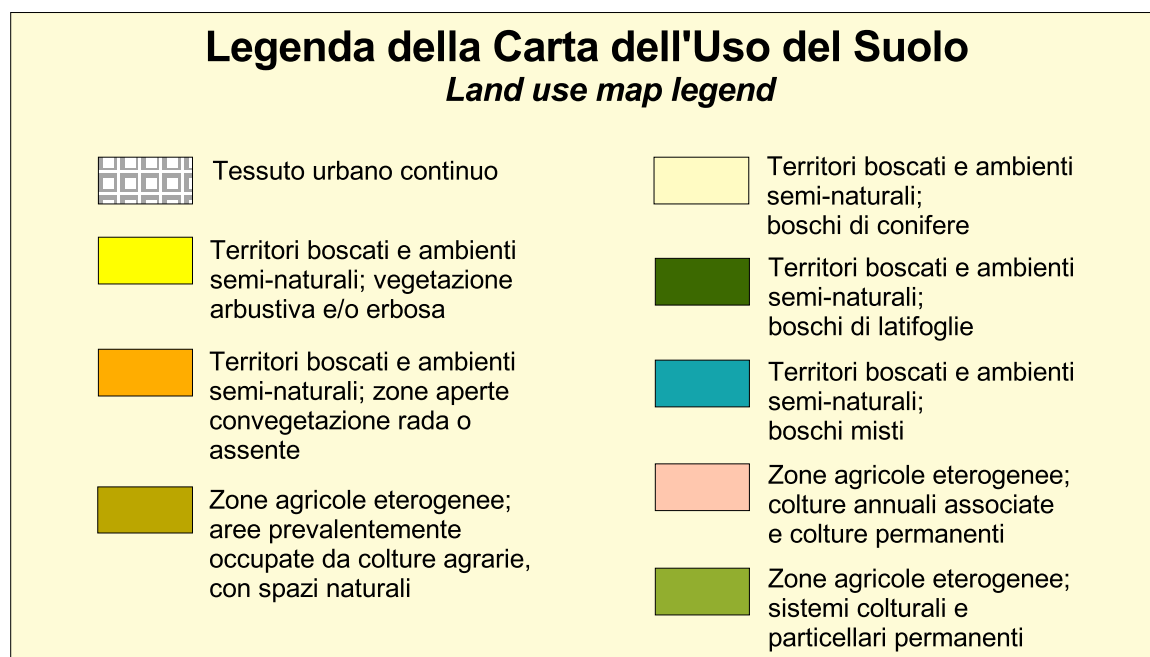 Legenda della Carta dell'Uso del Suolo
Land use map legend
Tessuto urbano continuo
Territori boscati e ambienti
semi-naturali; vegetazione
arbustiva e/o erbosa
Territori boscati e ambienti
semi-naturali; zone aperte
convegetazione rada o
assente
Zone agricole eterogenee;
aree prevalentemente
occupate da colture agrarie,
con spazi naturali
Territori boscati e ambienti
semi-naturali;
boschi di conifere
Territori boscati e ambienti
semi-naturali;
boschi di latifoglie
Territori boscati e ambienti
semi-naturali;
boschi misti
Zone agricole eterogenee;
colture annuali associate
e colture permanenti
Zone agricole eterogenee;
sistemi colturali e
particellari permanenti